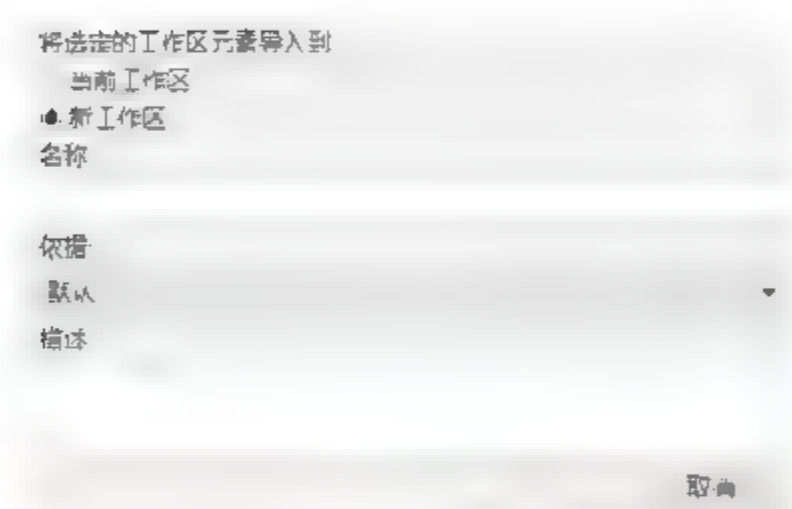 将选定的工作区元素导入到
当前工作区
新工作区
名称
依据
默认
描述
取消